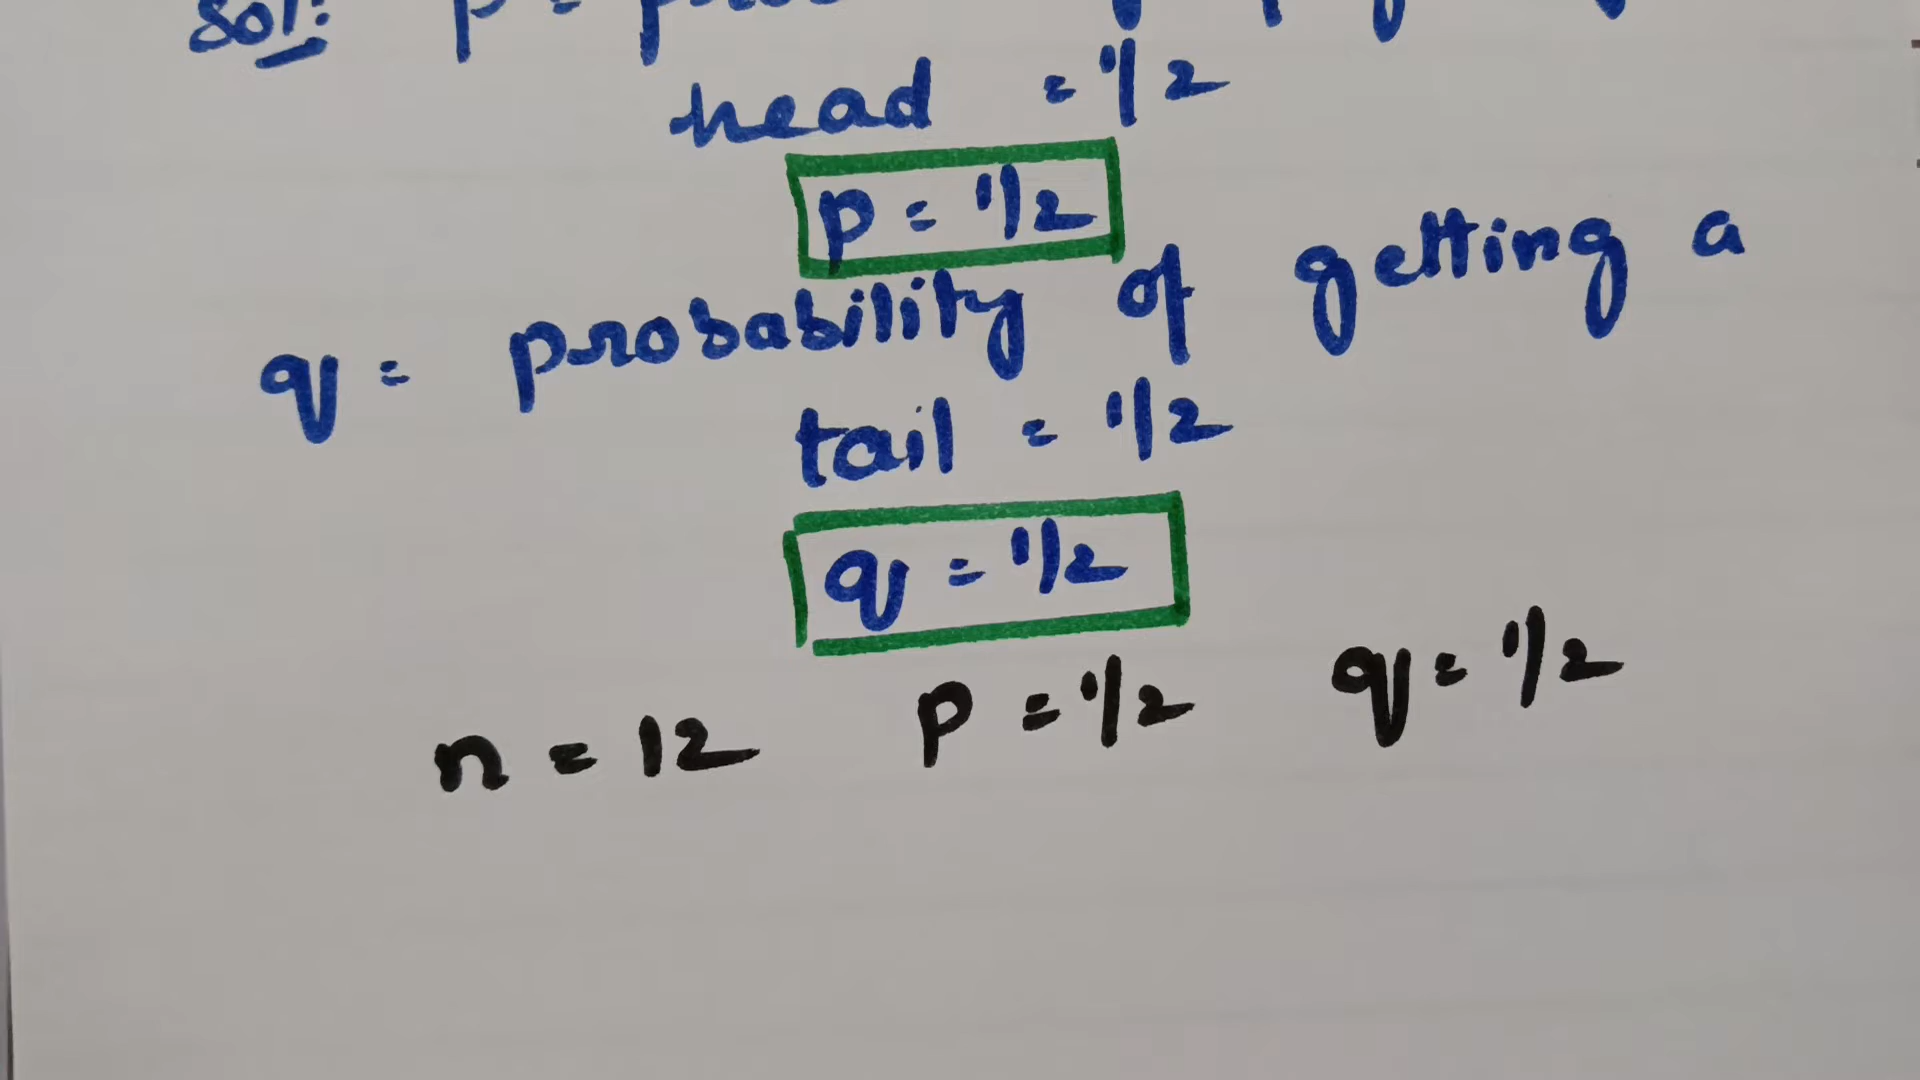 Sol: p =
head = 1/2
p = 1/2
q = probability of getting a
tail = 1/2
q = 1/2
n = 12 p = 1/2 q = 1/2